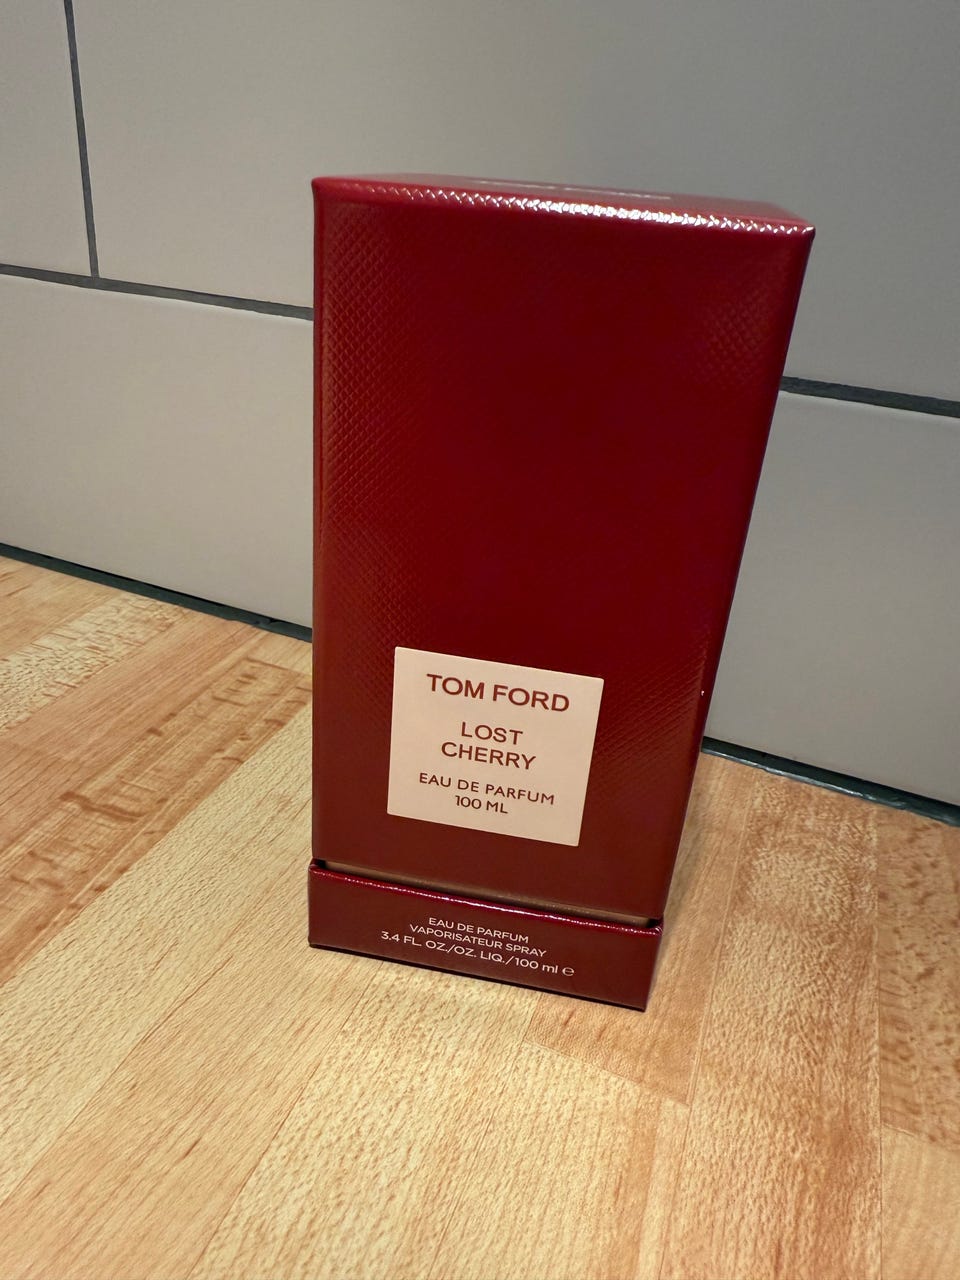 TOM FORD
LOST
CHERRY
EAU DE PARFUM
100 ML
EAU DE PARFUM
VAPORISATEUR SPRAY
3.4 FL. OZ./OZ. LIQ./100 ml ℮